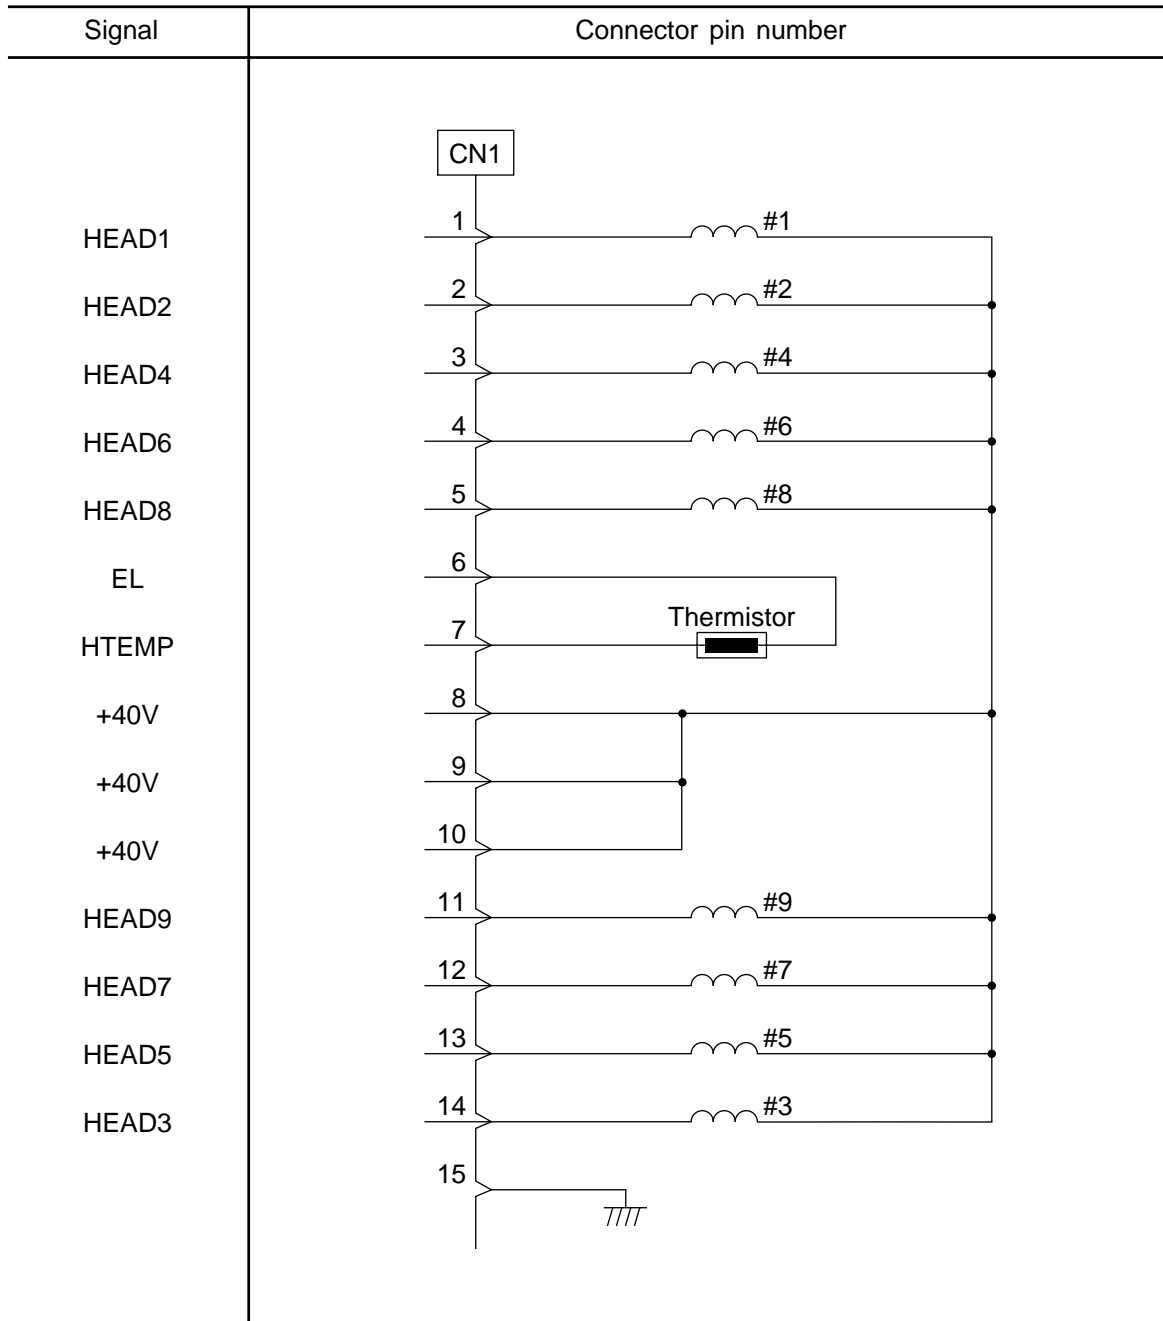 Signal Connector pin number
CN1
HEAD1 1 #1
HEAD2 2 #2
HEAD4 3 #4
HEAD6 4 #6
HEAD8 5 #8
EL 6
Thermistor
HTEMP 7
+40V 8
+40V 9
+40V 10
HEAD9 11 #9
HEAD7 12 #7
HEAD5 13 #5
HEAD3 14 #3
15